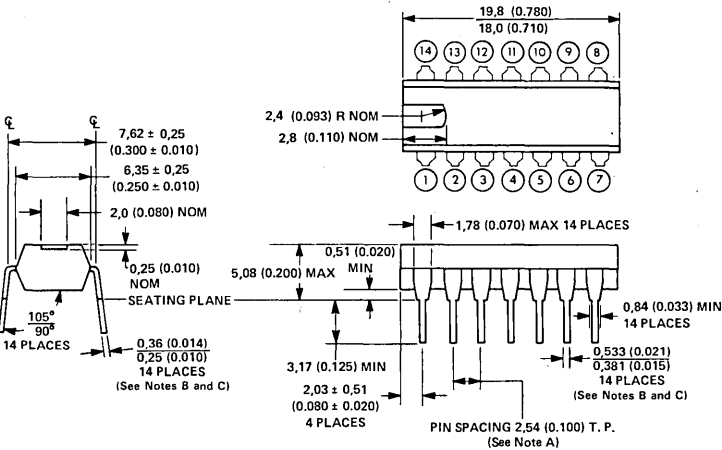 19,8 (0.780)
18,0 (0.710)
14 13 12 11 10 9 8
2,4 (0.093) R NOM
2,8 (0.110) NOM
1 2 3 4 5 6 7
℄ ℄
7,62 ± 0,25
(0.300 ± 0.010)
6,35 ± 0,25
(0.250 ± 0.010)
2,0 (0.080) NOM
0,25 (0.010)
NOM
SEATING PLANE
105°
90°
14 PLACES
0,36 (0.014)
0,25 (0.010)
14 PLACES
(See Notes B and C)
1,78 (0.070) MAX 14 PLACES
0,51 (0.020)
MIN
5,08 (0.200) MAX
0,84 (0.033) MIN
14 PLACES
3,17 (0.125) MIN
0,533 (0.021)
0,381 (0.015)
14 PLACES
(See Notes B and C)
2,03 ± 0,51
(0.080 ± 0.020)
4 PLACES
PIN SPACING 2,54 (0.100) T. P.
(See Note A)